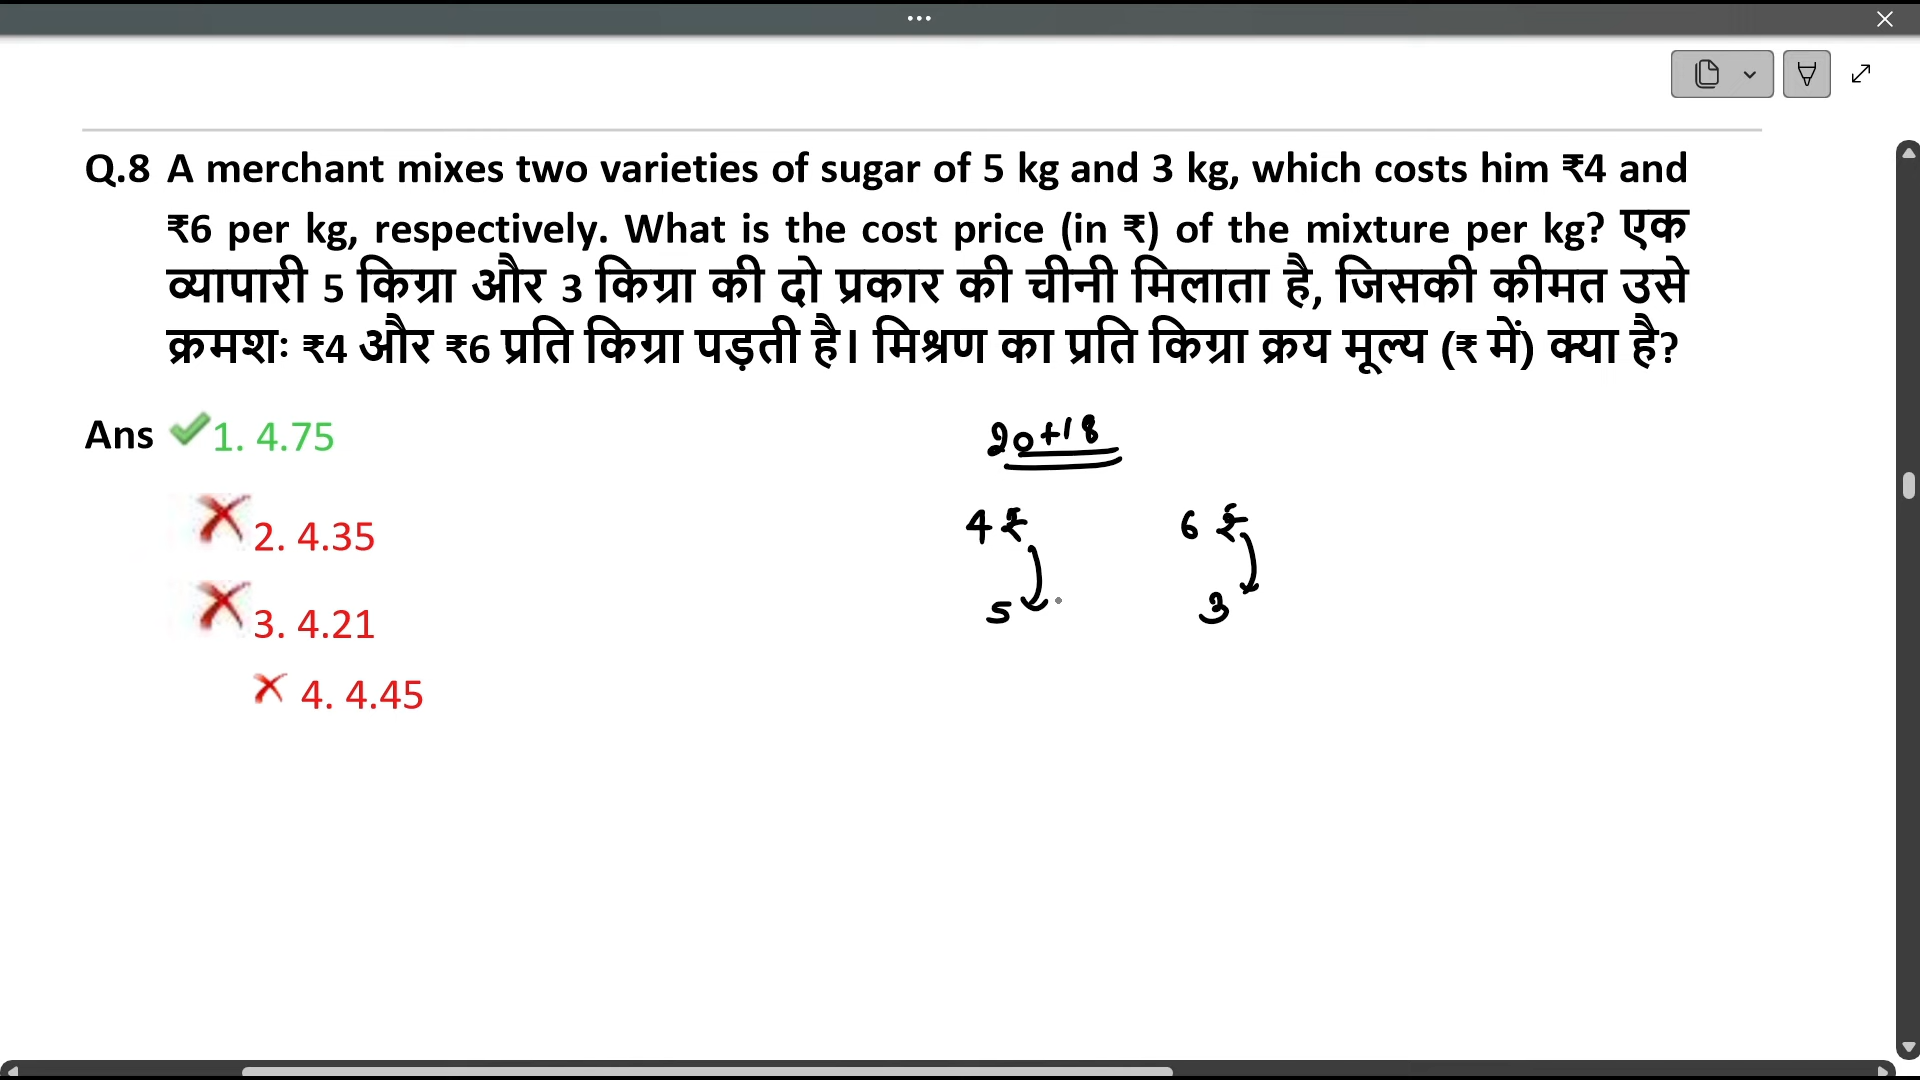 Q.8 A merchant mixes two varieties of sugar of 5 kg and 3 kg, which costs him ₹4 and
₹6 per kg, respectively. What is the cost price (in ₹) of the mixture per kg? एक
व्यापारी 5 किग्रा और 3 किग्रा की दो प्रकार की चीनी मिलाता है, जिसकी कीमत उसे
क्रमशः ₹4 और ₹6 प्रति किग्रा पड़ती है। मिश्रण का प्रति किग्रा क्रय मूल्य (₹ में) क्या है?
Ans 1. 4.75
2. 4.35
3. 4.21
4. 4.45
20+18
4 ₹ 6 ₹
5 3